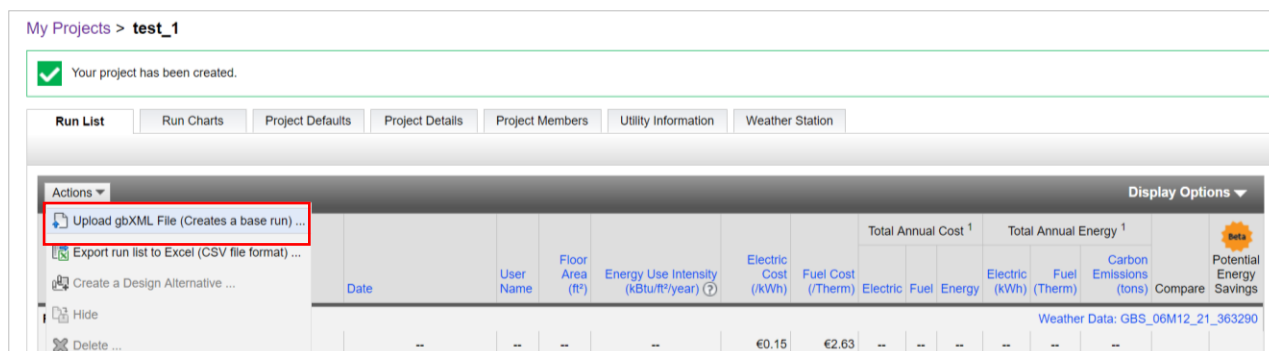 My Projects > test_1
Your project has been created.
Run List Run Charts Project Defaults Project Details Project Members Utility Information Weather Station
Actions Display Options
Upload gbXML File (Creates a base run) ...
Export run list to Excel (CSV file format) ...
Create a Design Alternative ...
Hide
Delete ...
Total Annual Cost 1 Total Annual Energy 1 Beta
Date User Name Floor Area (ft²) Energy Use Intensity (kBtu/ft²/year) ? Electric Cost (/kWh) Fuel Cost (/Therm) Electric Fuel Energy Electric (kWh) Fuel (Therm) Carbon Emissions (tons) Compare Potential Energy Savings
Weather Data: GBS_06M12_21_363290
-- -- -- -- €0.15 €2.63 -- -- -- -- -- --